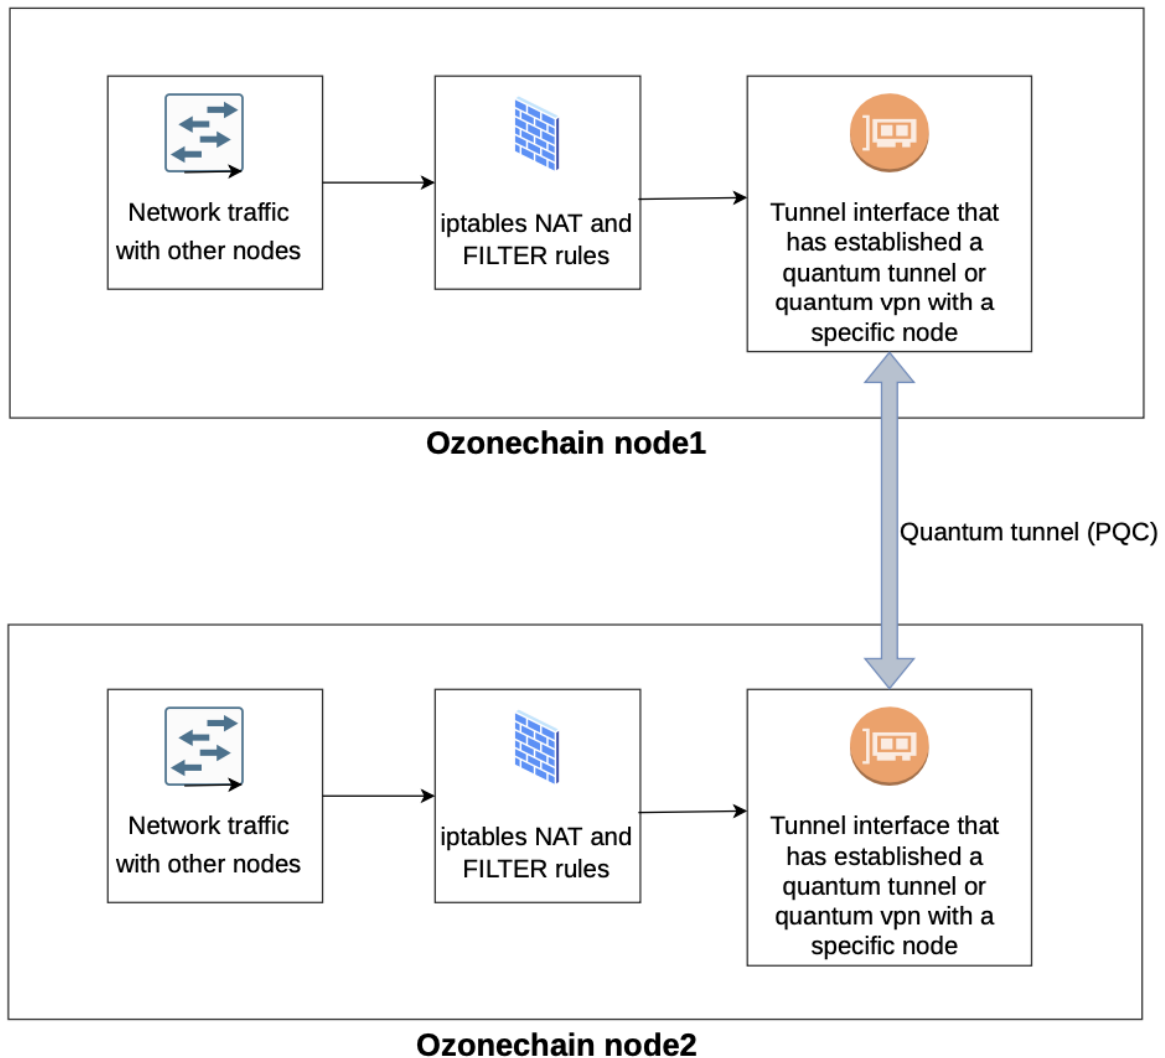 Network traffic
with other nodes
iptables NAT and
FILTER rules
Tunnel interface that
has established a
quantum tunnel or
quantum vpn with a
specific node
Ozonechain node1
Quantum tunnel (PQC)
Network traffic
with other nodes
iptables NAT and
FILTER rules
Tunnel interface that
has established a
quantum tunnel or
quantum vpn with a
specific node
Ozonechain node2